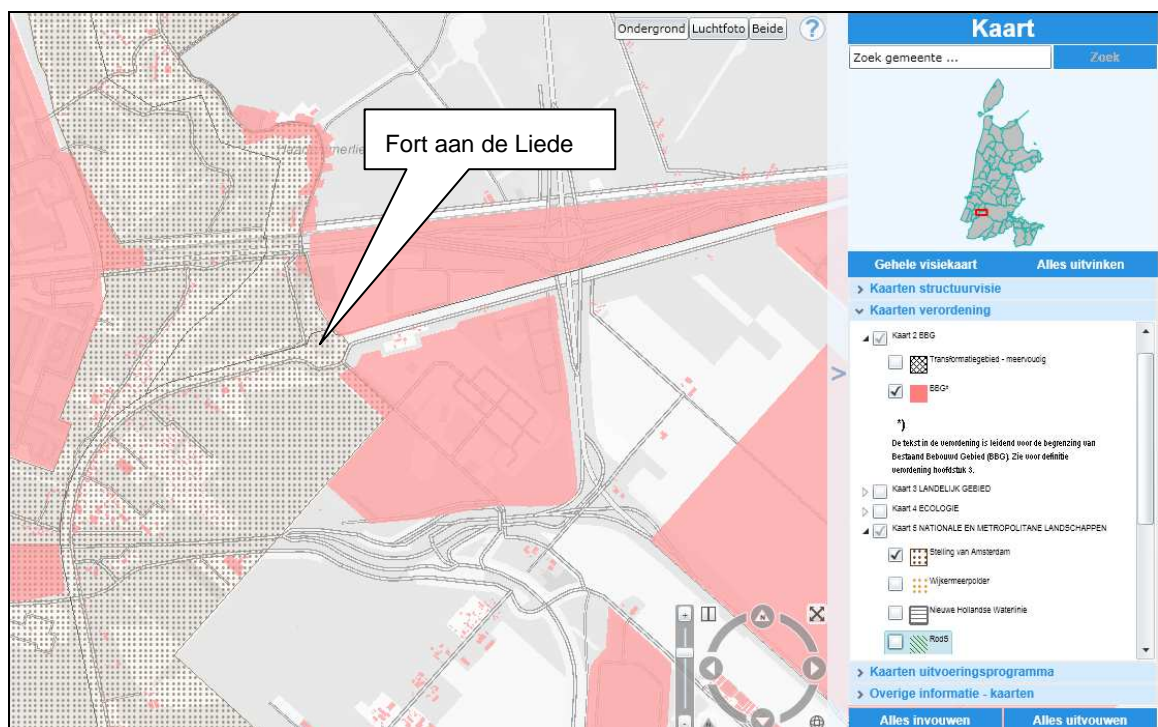 Ondergrond Luchtfoto Beide ?
Fort aan de Liede
Kaart
Zoek gemeente ... Zoek
Gehele visiekaart Alles uitvinken
> Kaarten structuurvisie
Kaarten verordening
Kaart 2 BBG
Transformatiegebied - meervoudig
BBG*
*)
De tekst in de verordening is leidend voor de begrenzing van
Bestaand Bebouwd Gebied (BBG). Zie voor definitie
verordening hoofdstuk 3.
Kaart 3 LANDELIJK GEBIED
Kaart 4 ECOLOGIE
Kaart 5 NATIONALE EN METROPOLITANE LANDSCHAPPEN
Stelling van Amsterdam
Wijkermeerpolder
Nieuwe Hollandse Waterlinie
RodS
> Kaarten uitvoeringsprogramma
> Overige informatie - kaarten
Alles invouwen Alles uitvouwen